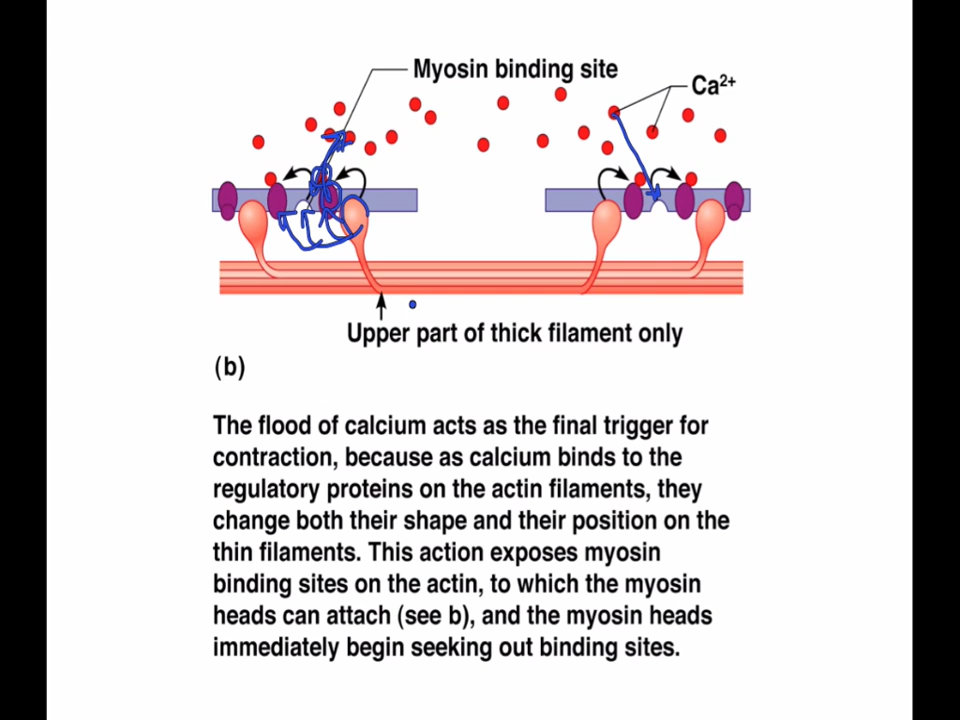 Myosin binding site
Ca2+
Upper part of thick filament only
(b)
The flood of calcium acts as the final trigger for
contraction, because as calcium binds to the
regulatory proteins on the actin filaments, they
change both their shape and their position on the
thin filaments. This action exposes myosin
binding sites on the actin, to which the myosin
heads can attach (see b), and the myosin heads
immediately begin seeking out binding sites.